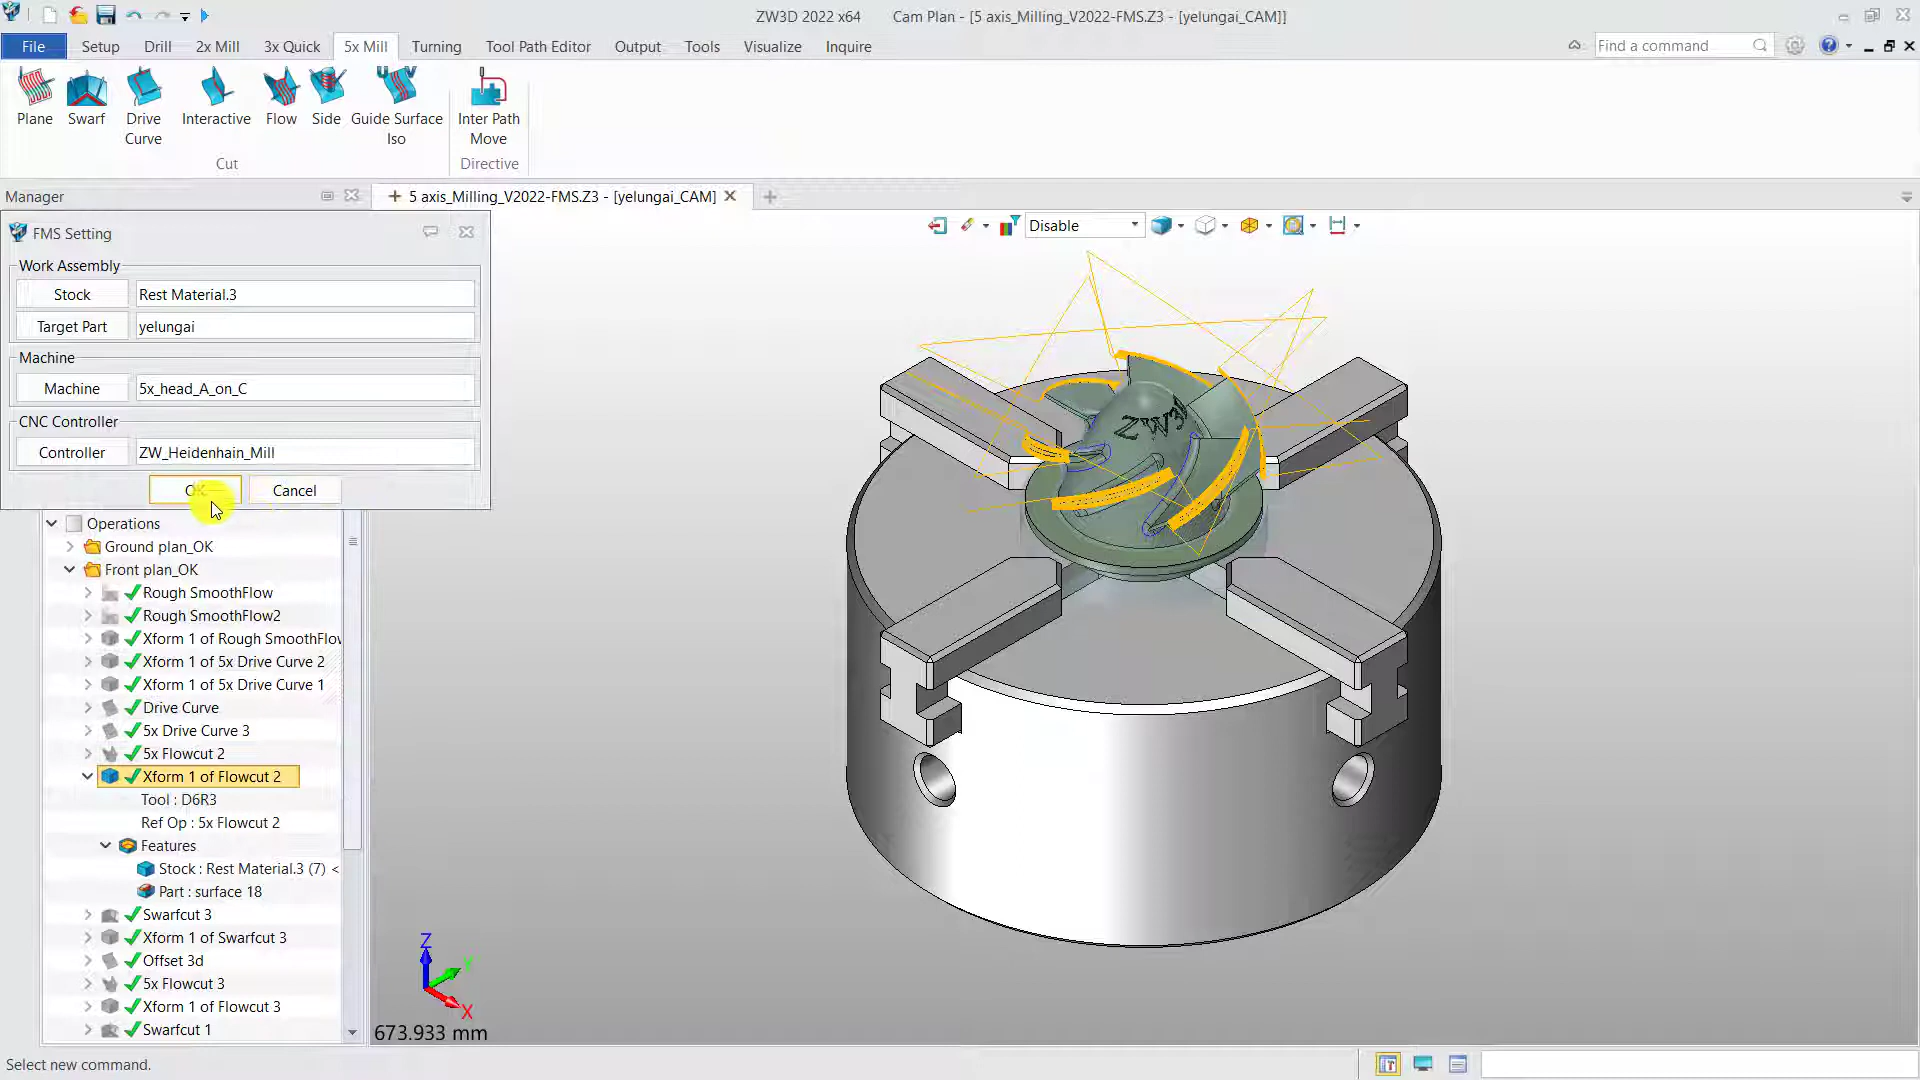 ZW3D 2022 x64
Cam Plan - [5 axis_Milling_V2022-FMS.Z3 - [yelungai_CAM]]
File
Setup
Drill
2x Mill
3x Quick
5x Mill
Turning
Tool Path Editor
Output
Tools
Visualize
Inquire
Find a command
Plane
Swarf
Drive
Curve
Interactive
Flow
Side
Guide Surface
Iso
Inter Path
Move
Cut
Directive
Manager
5 axis_Milling_V2022-FMS.Z3 - [yelungai_CAM]
Disable
FMS Setting
Work Assembly
Stock
Rest Material.3
Target Part
yelungai
Machine
Machine
5x_head_A_on_C
CNC Controller
Controller
ZW_Heidenhain_Mill
OK
Cancel
Operations
Ground plan_OK
Front plan_OK
Rough SmoothFlow
Rough SmoothFlow2
Xform 1 of Rough SmoothFlow
Xform 1 of 5x Drive Curve 2
Xform 1 of 5x Drive Curve 1
Drive Curve
5x Drive Curve 3
5x Flowcut 2
Xform 1 of Flowcut 2
Tool : D6R3
Ref Op : 5x Flowcut 2
Features
Stock : Rest Material.3 (7) <
Part : surface 18
Swarfcut 3
Xform 1 of Swarfcut 3
Offset 3d
5x Flowcut 3
Xform 1 of Flowcut 3
Swarfcut 1
ZW3D
Z
Y
X
673.933 mm
Select new command.